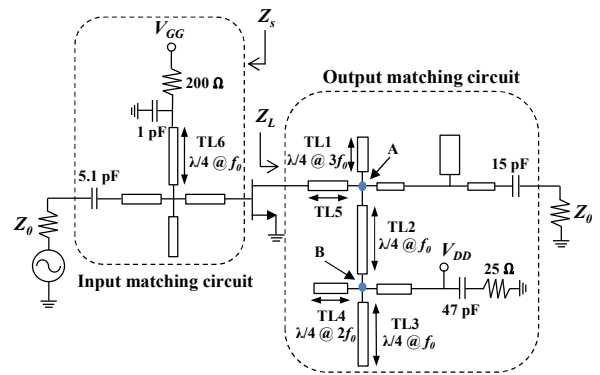 V_GG
Z_s
200 Ω
1 pF
TL6
λ/4 @ f_0
5.1 pF
Z_0
Input matching circuit
Z_L
Output matching circuit
TL1
λ/4 @ 3f_0
A
15 pF
Z_0
TL5
TL2
λ/4 @ f_0
B
V_DD
25 Ω
47 pF
TL4
λ/4 @ 2f_0
TL3
λ/4 @ f_0